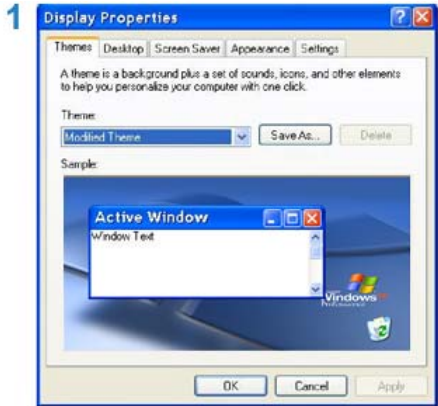 1
Display Properties
Themes Desktop Screen Saver Appearance Settings
A theme is a background plus a set of sounds, icons, and other elements
to help you personalize your computer with one click.
Theme:
Modified Theme Save As... Delete
Sample:
Active Window
Window Text
Windows
OK Cancel Apply